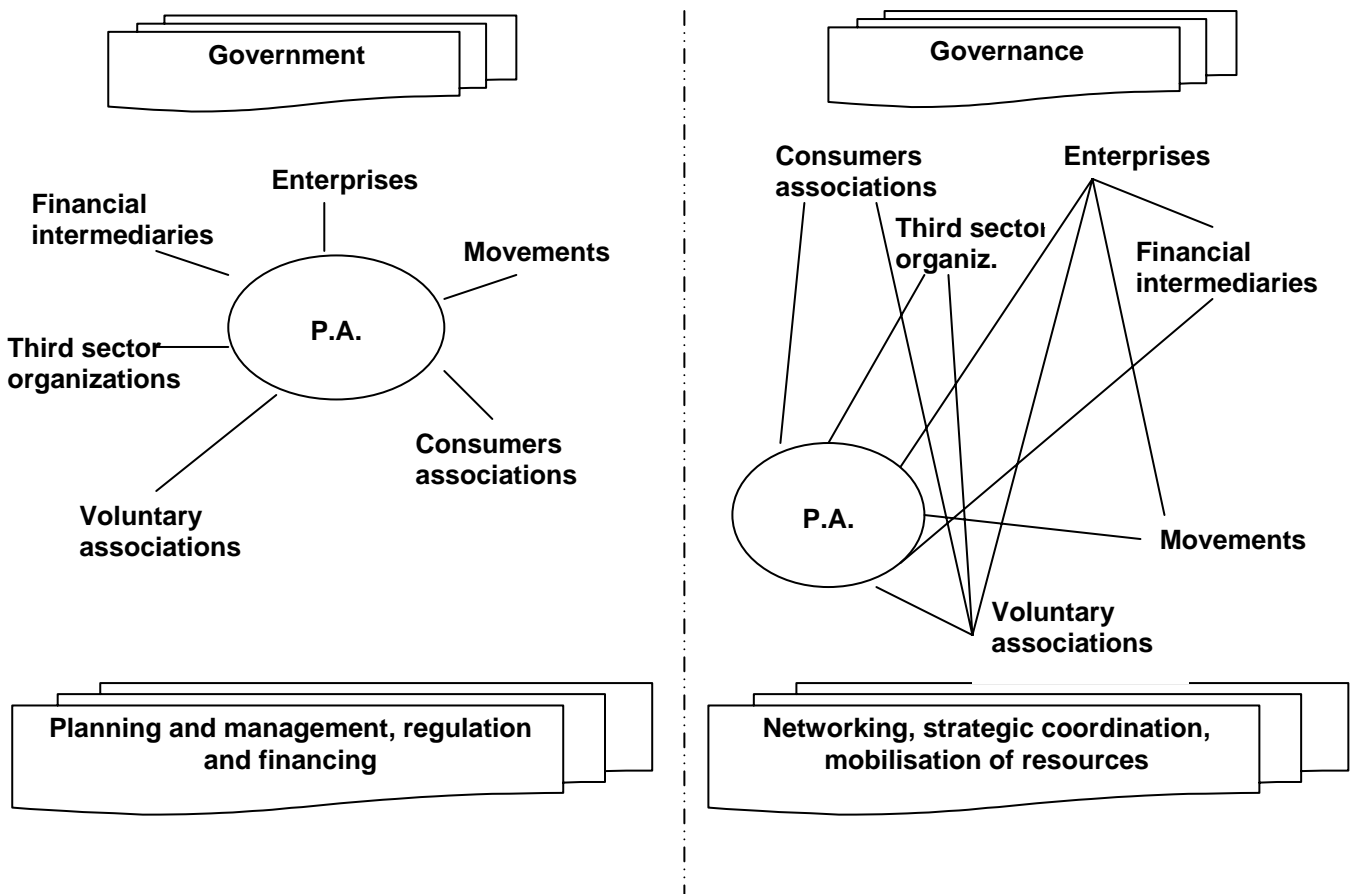 Government
Enterprises
Financial
intermediaries
Movements
P.A.
Third sector
organizations
Consumers
associations
Voluntary
associations
Planning and management, regulation
and financing
Governance
Consumers
associations
Enterprises
Third sector
organiz.
Financial
intermediaries
P.A.
Movements
Voluntary
associations
Networking, strategic coordination,
mobilisation of resources